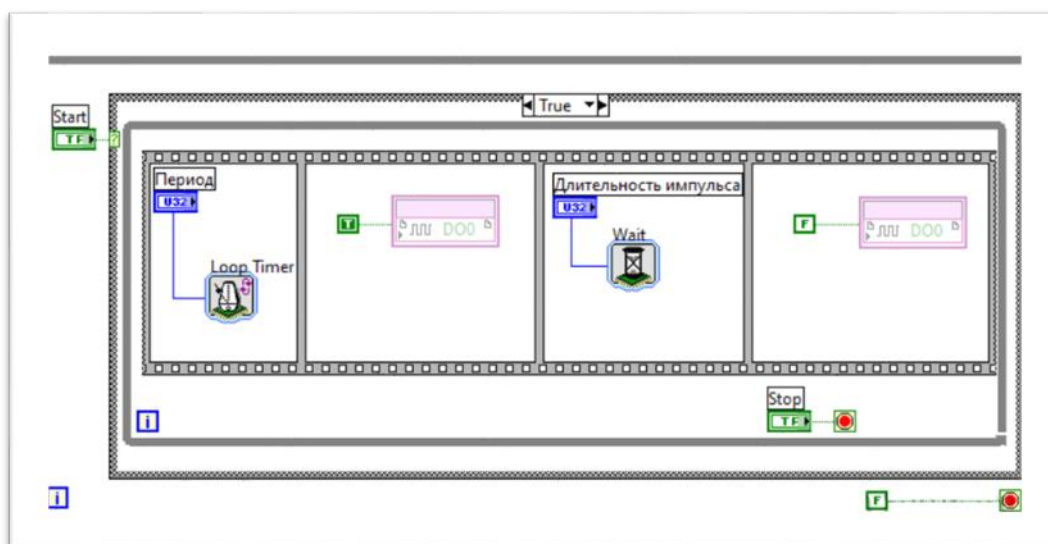 True
Start
TF
?
Период
U32
Loop Timer
T
DO0
Длительность импульса
U32
Wait
F
DO0
Stop
TF
i
i
F